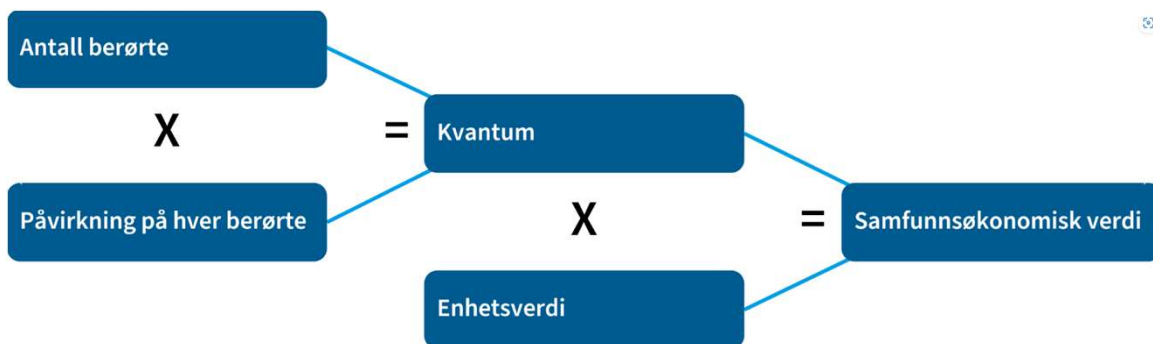 Antall berørte
X
=
Kvantum
Påvirkning på hver berørte
X
=
Samfunnsøkonomisk verdi
Enhetsverdi